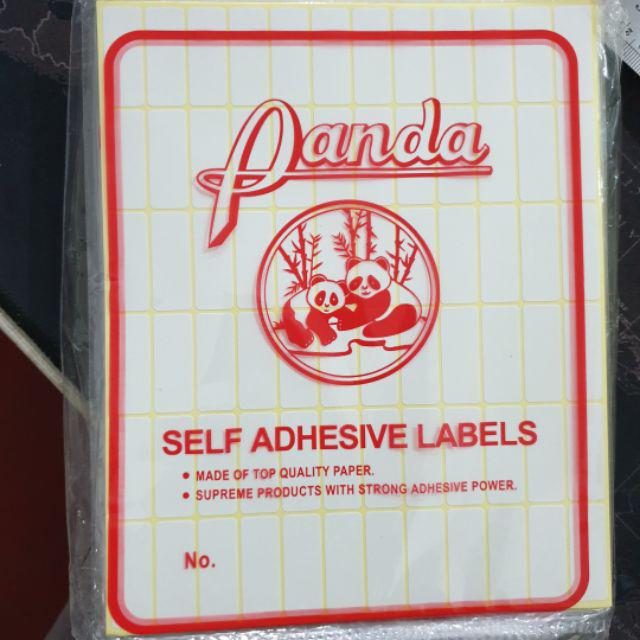 Panda
SELF ADHESIVE LABELS
• MADE OF TOP QUALITY PAPER.
• SUPREME PRODUCTS WITH STRONG ADHESIVE POWER.
No.